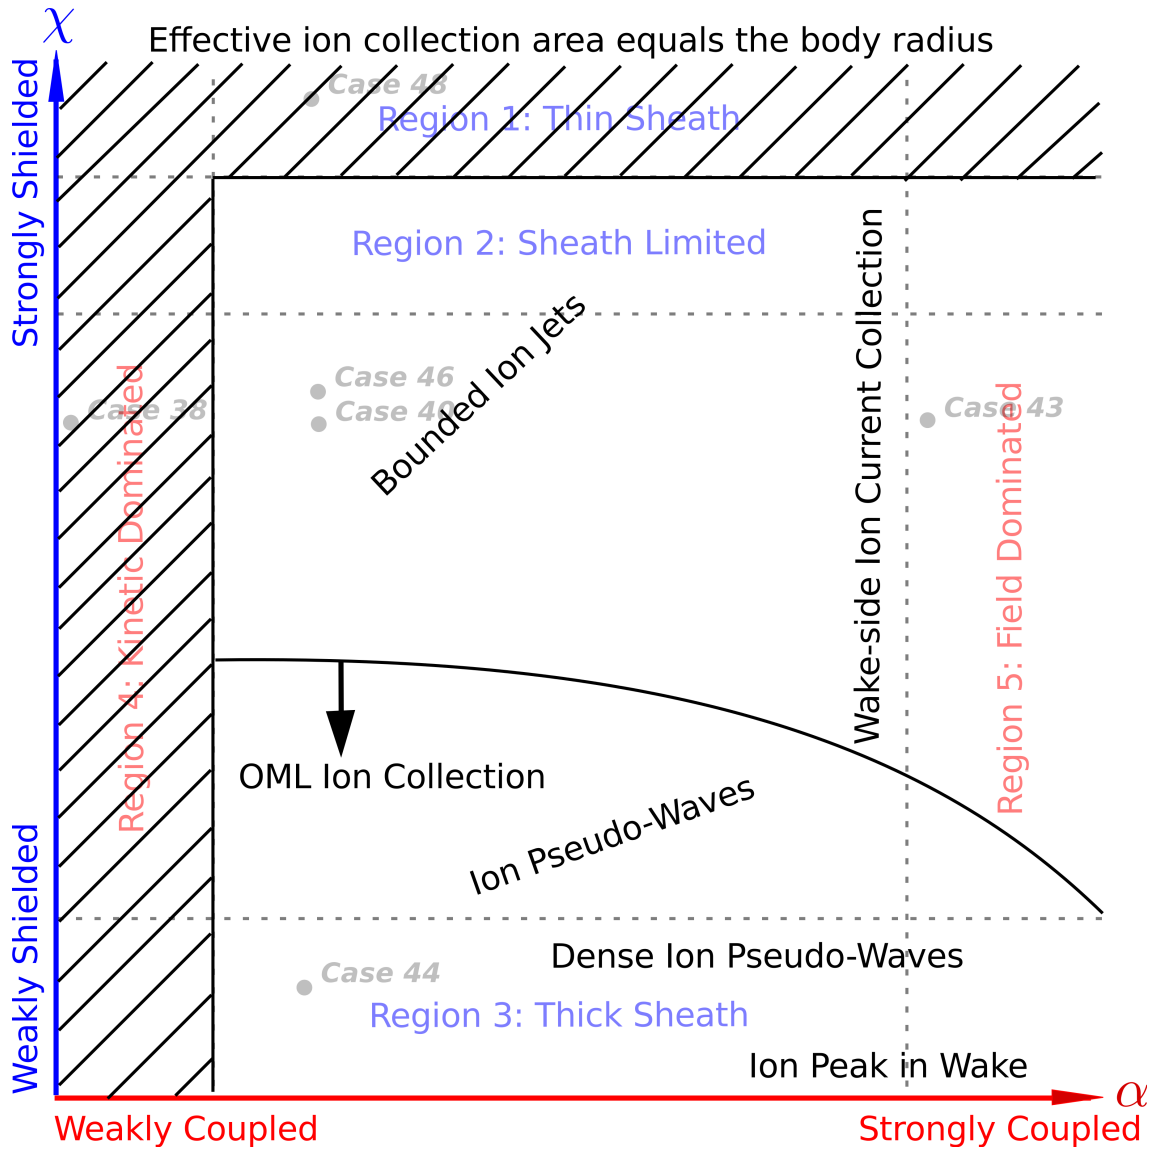 χ
Effective ion collection area equals the body radius
Case 48
Region 1: Thin Sheath
Strongly Shielded
Region 2: Sheath Limited
Bounded Ion Jets
Wake-side Ion Current Collection
Case 46
Case 40
Case 38
Case 43
Region 4: Kinetic Dominated
Region 5: Field Dominated
OML Ion Collection
Ion Pseudo-Waves
Weakly Shielded
Dense Ion Pseudo-Waves
Case 44
Region 3: Thick Sheath
Ion Peak in Wake
α
Weakly Coupled
Strongly Coupled